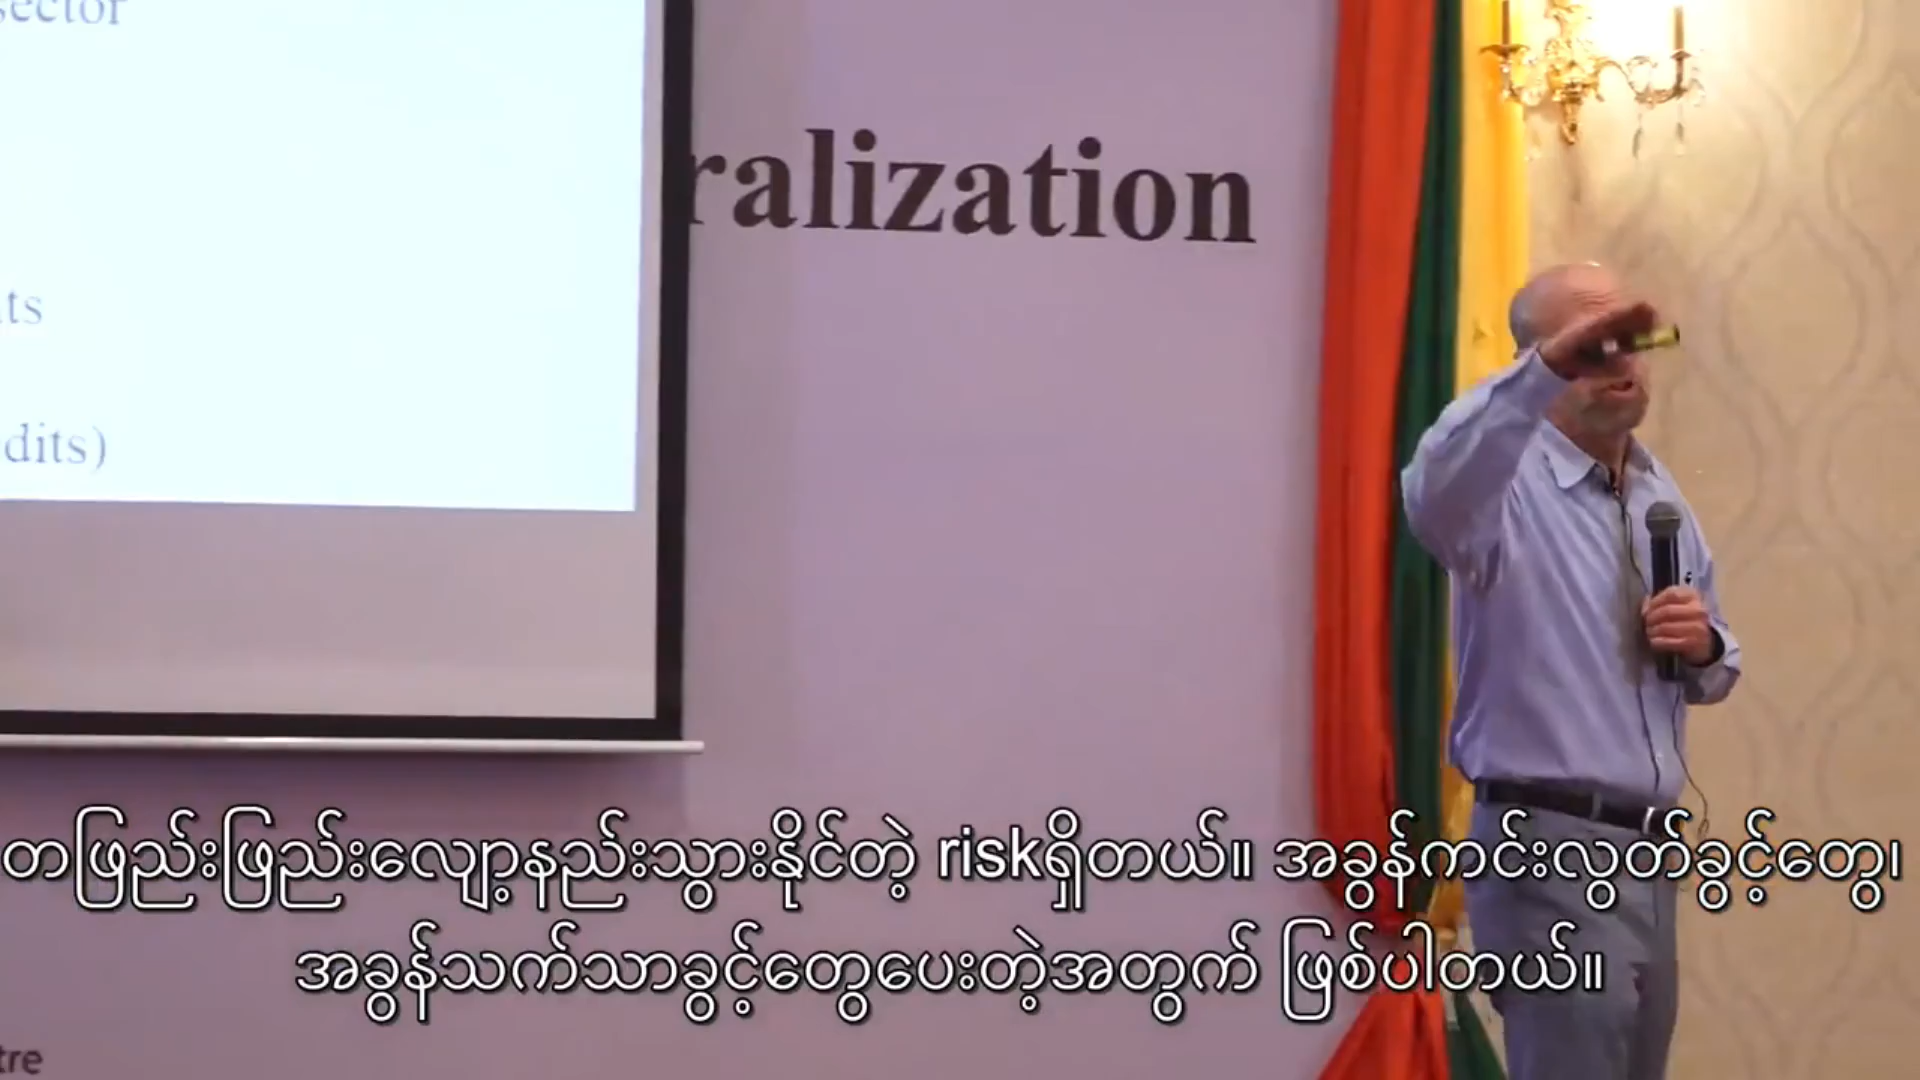 sector
ralization
ts
dits)
တဖြည်းဖြည်းလျော့နည်းသွားနိုင်တဲ့ riskရှိတယ်။ အခွန်ကင်းလွတ်ခွင့်တွေ၊
အခွန်သက်သာခွင့်တွေပေးတဲ့အတွက် ဖြစ်ပါတယ်။
tre